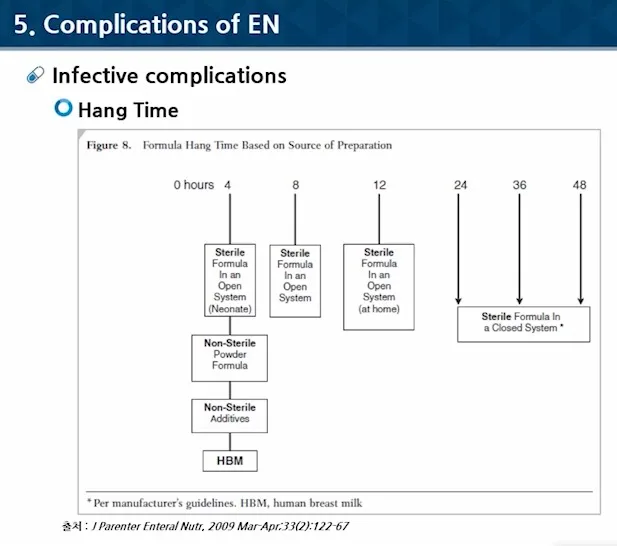 5. Complications of EN
Infective complications
Hang Time
Figure 8. Formula Hang Time Based on Source of Preparation
0 hours 4 8 12 24 36 48
Sterile
Formula
In an
Open
System
(Neonate)
Sterile
Formula
In an
Open
System
Sterile
Formula
In an
Open
System
(at home)
Sterile Formula In
a Closed System *
Non-Sterile
Powder
Formula
Non-Sterile
Additives
HBM
*Per manufacturer's guidelines. HBM, human breast milk
출처 : J Parenter Enteral Nutr, 2009 Mar-Apr;33(2):122-67